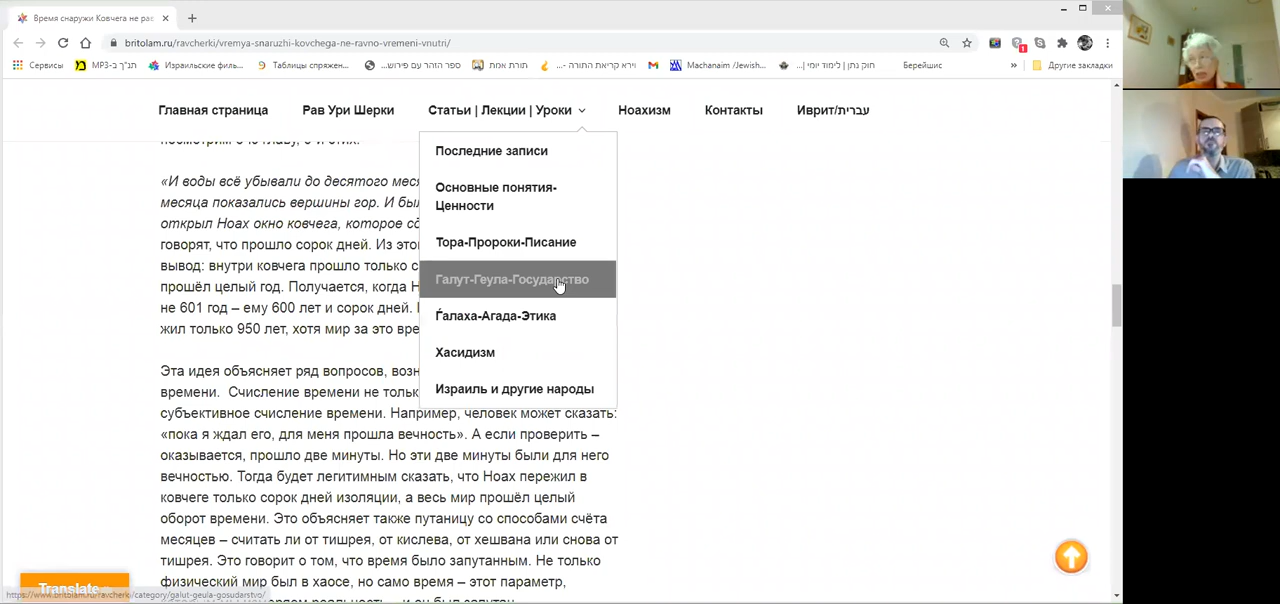 Время снаружи Ковчега не рав
britolam.ru/ravcherki/vremya-snaruzhi-kovchega-ne-ravno-vremeni-vnutri/
1
Сервисы
תנ"ך ב-MP3
Израильские филь...
Таблицы спряжен...
ספר הזהר עם פירוש...
תורת אמת
וירא קריאת התורה -...
Machanaim /Jewish...
חוק נתן | לימוד יומי |...
Берейшис
»
Другие закладки
Главная страница
Рав Ури Шерки
Статьи | Лекции | Уроки
Ноахизм
Контакты
Иврит/עברית
Последние записи
Основные понятия-
Ценности
Тора-Пророки-Писание
Галут-Геула-Государство
Ѓалаха-Агада-Этика
Хасидизм
Израиль и другие народы
«И воды всё убывали до десятого
месяца показались вершины гор. И
открыл Ноах окно ковчега, которое
говорят, что прошло сорок дней. Из
вывод: внутри ковчега прошло только
прошёл целый год. Получается, когда
не 601 год – ему 600 лет и сорок дней.
жил только 950 лет, хотя мир за это
Эта идея объясняет ряд вопросов,
времени. Счисление времени не
субъективное счисление времени. Например, человек может сказать:
«пока я ждал его, для меня прошла вечность». А если проверить –
оказывается, прошло две минуты. Но эти две минуты были для него
вечностью. Тогда будет легитимным сказать, что Ноах пережил в
ковчеге только сорок дней изоляции, а весь мир прошёл целый
оборот времени. Это объясняет также путаницу со способами счёта
месяцев – считать ли от тишрея, от кислева, от хешвана или снова от
тишрея. Это говорит о том, что время было запутанным. Не только
физический мир был в хаосе, но само время – этот параметр,
Translate
https://www.britolam.ru/ravcherki/category/galut-geula-gosudarstvo/